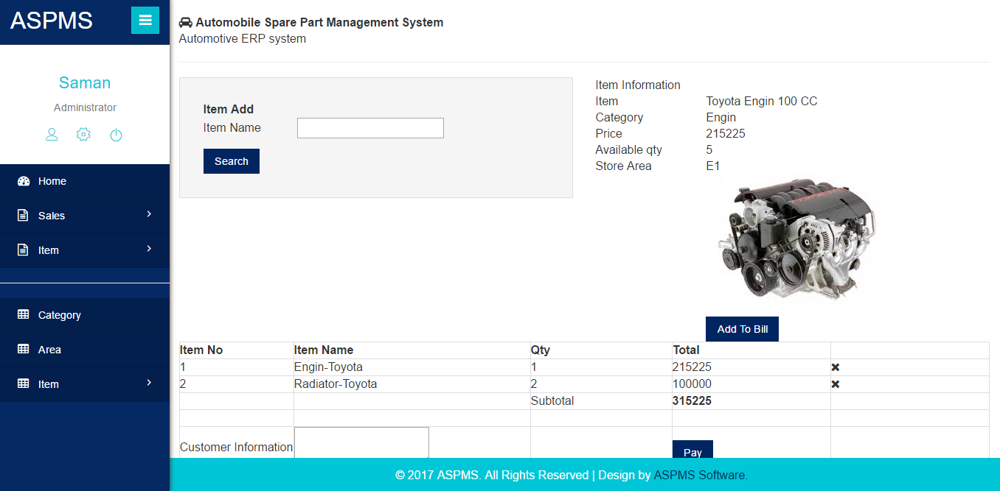 ASPMS
Saman
Administrator
Home
Sales
Item
Category
Area
Item
Automobile Spare Part Management System
Automotive ERP system
Item Add
Item Name
Search
Item Information
Item Toyota Engin 100 CC
Category Engin
Price 215225
Available qty 5
Store Area E1
Add To Bill
Item No Item Name Qty Total
1 Engin-Toyota 1 215225
2 Radiator-Toyota 2 100000
Subtotal 315225
Customer Information
Pay
© 2017 ASPMS. All Rights Reserved | Design by ASPMS Software.